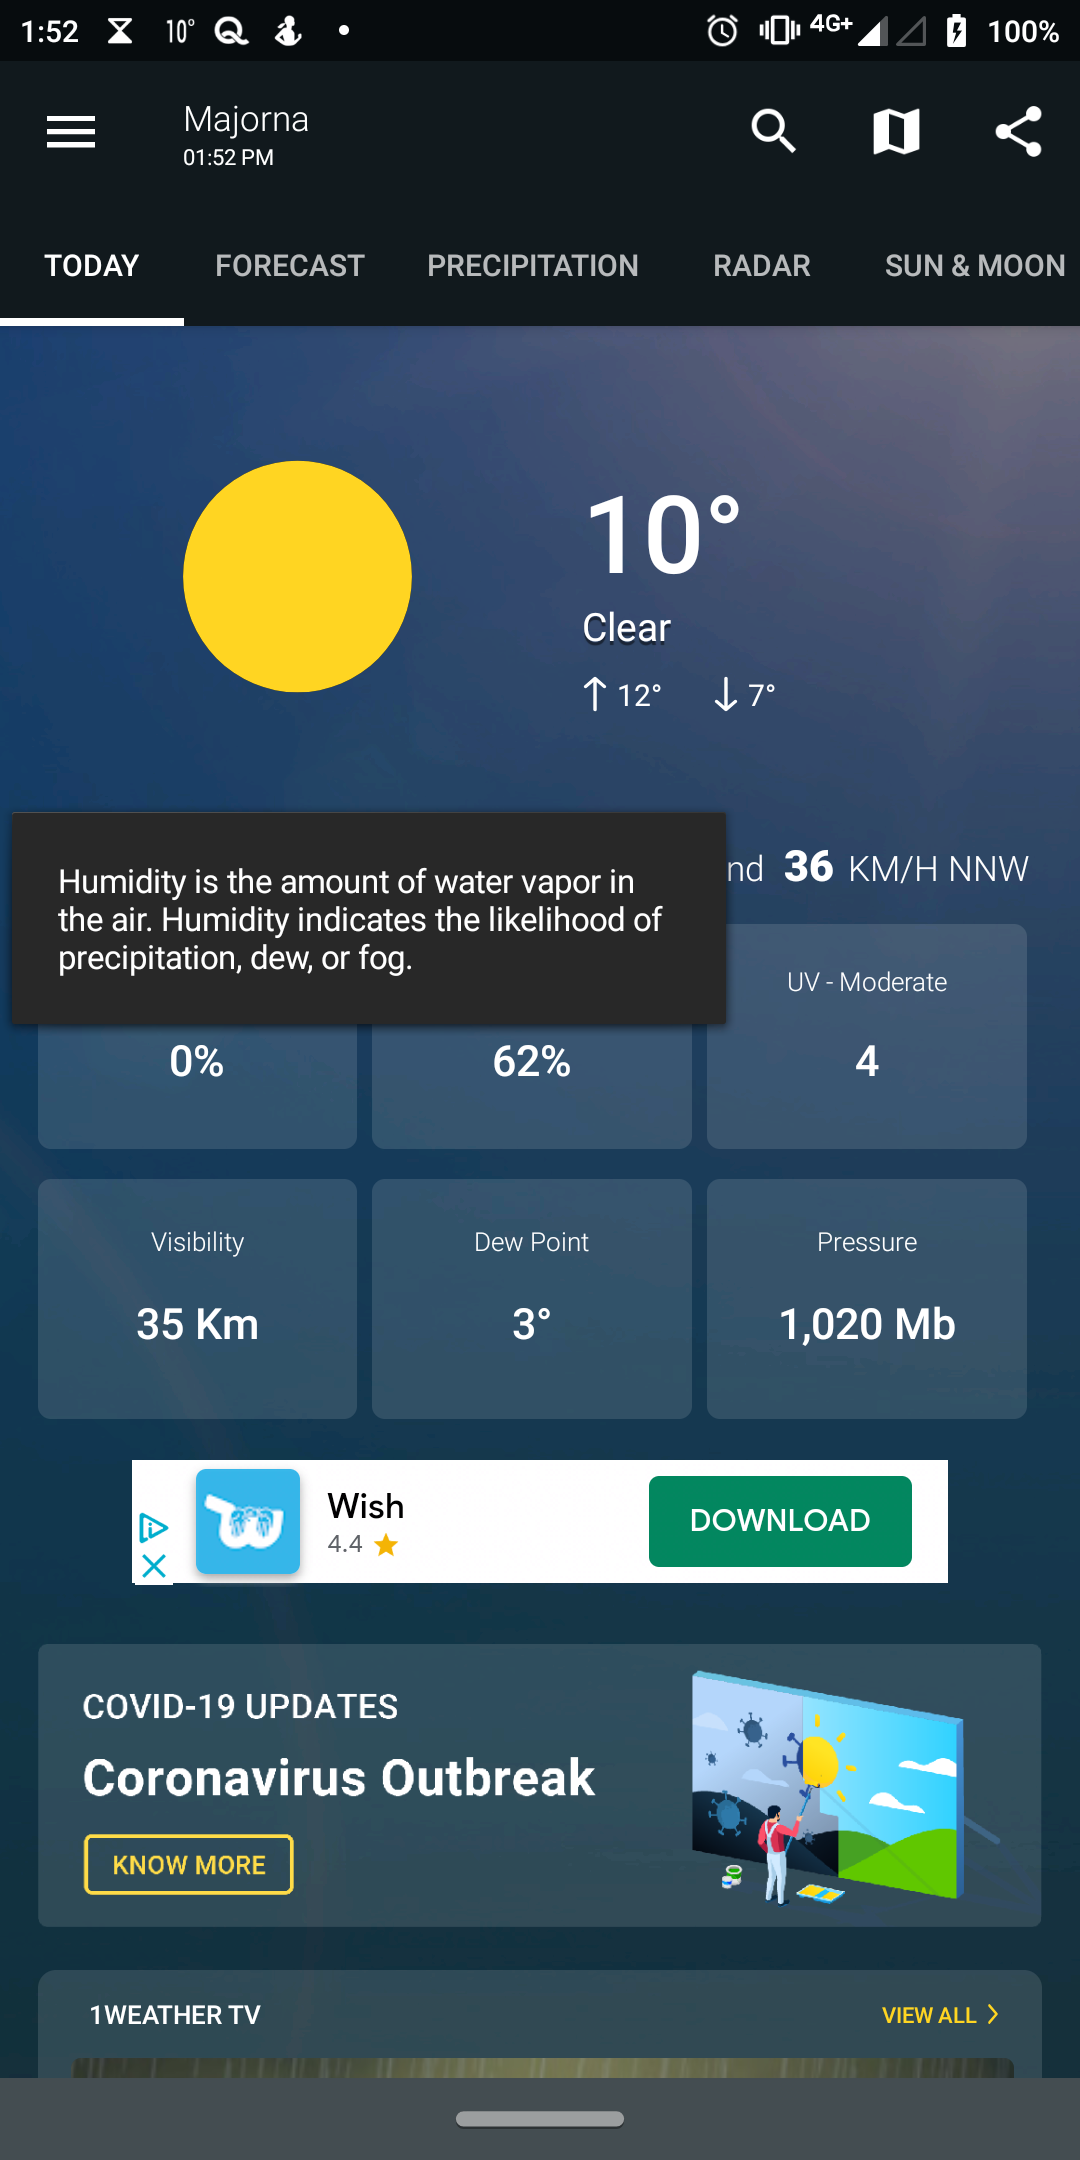 1:52 10° 4G+ 100%
Majorna
01:52 PM
TODAY FORECAST PRECIPITATION RADAR SUN & MOON
10°
Clear
↑ 12° ↓ 7°
nd 36 KM/H NNW
Humidity is the amount of water vapor in
the air. Humidity indicates the likelihood of
precipitation, dew, or fog.
UV - Moderate
0% 62% 4
Visibility Dew Point Pressure
35 Km 3° 1,020 Mb
Wish
4.4
DOWNLOAD
COVID-19 UPDATES
Coronavirus Outbreak
KNOW MORE
1WEATHER TV VIEW ALL